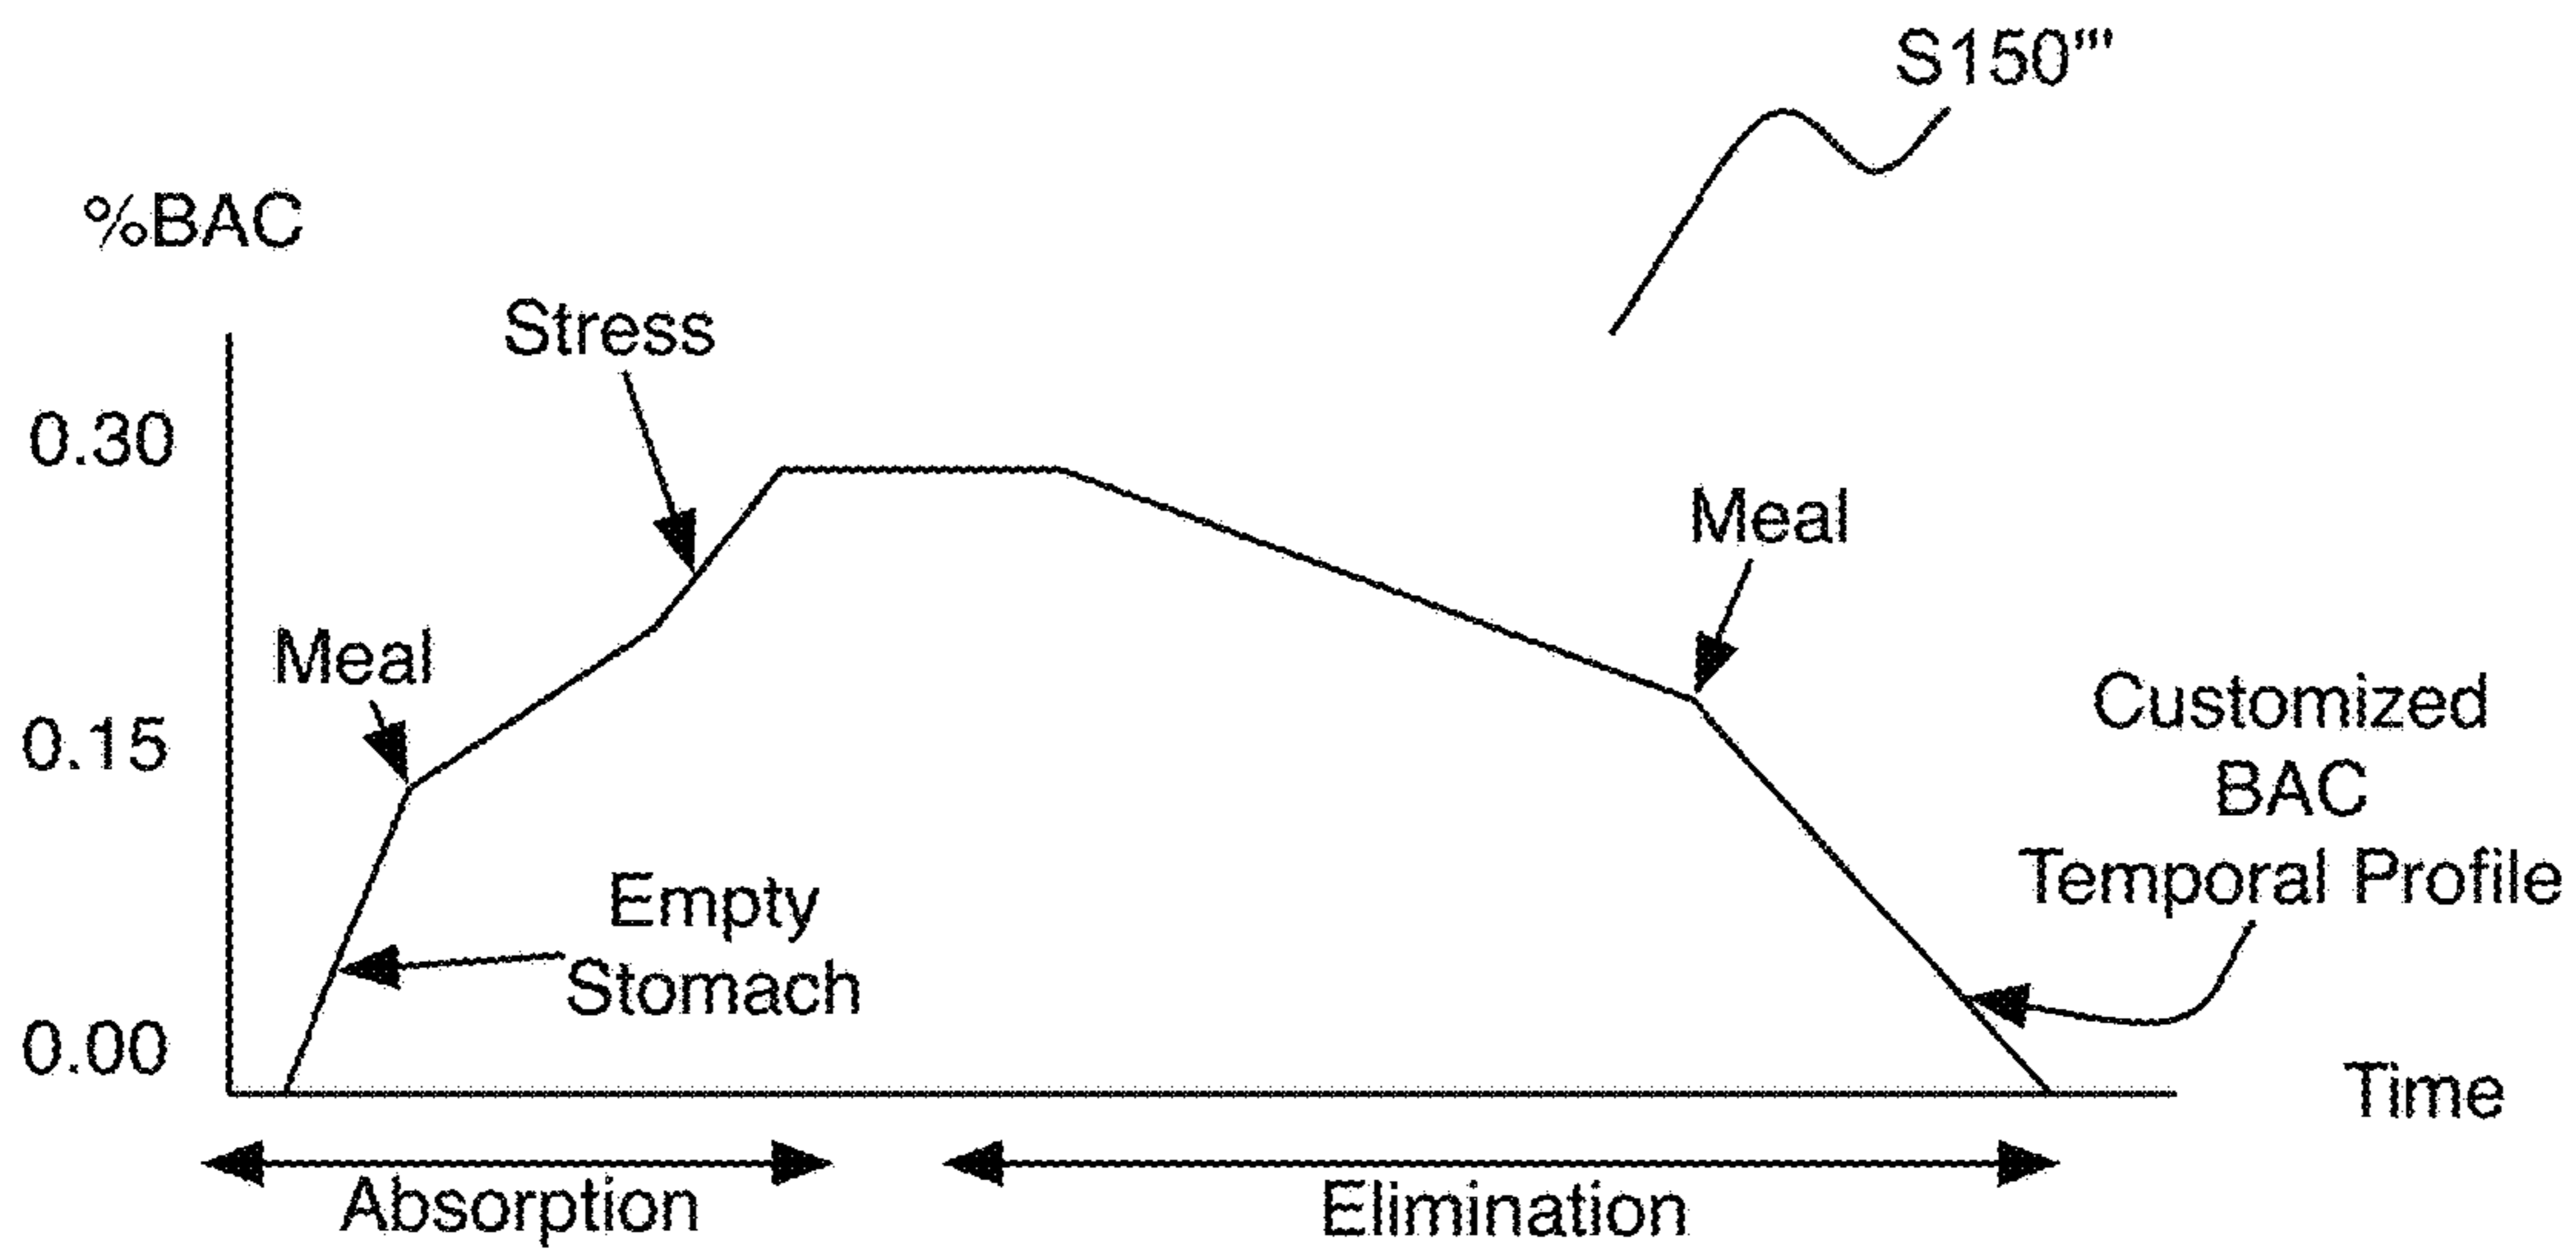 S150'''
%BAC
Stress
0.30
Meal
Meal
0.15
Customized
BAC
Temporal Profile
Empty
Stomach
0.00
Time
Absorption
Elimination